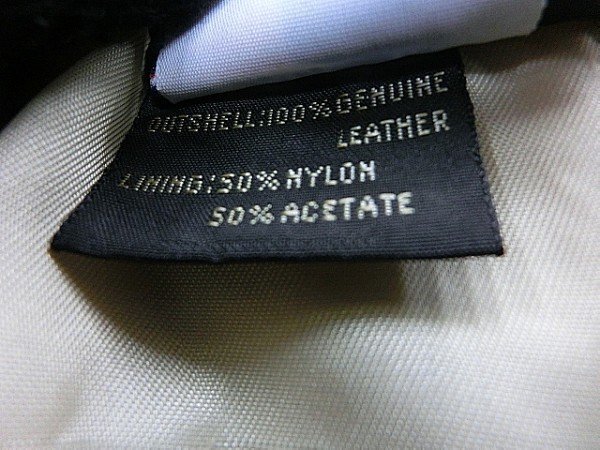 OUTSHELL:100% GENUINE
LEATHER
LINING:50% NYLON
50% ACETATE